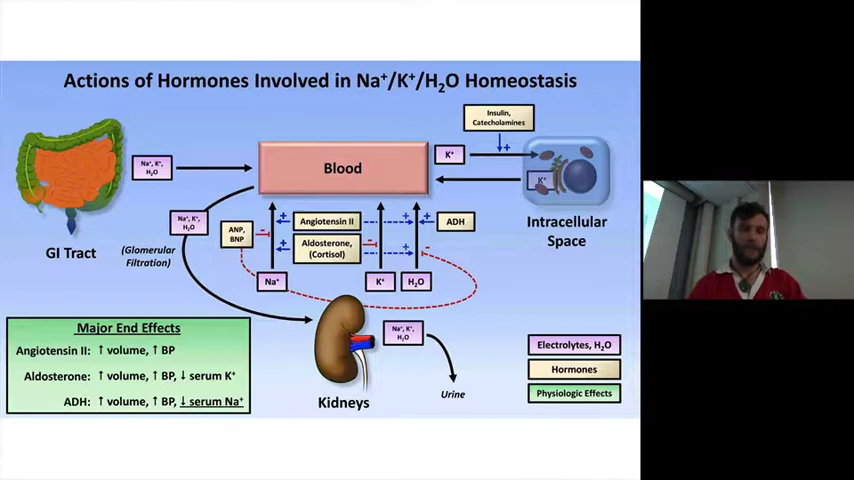 Actions of Hormones Involved in Na⁺/K⁺/H₂O Homeostasis
Insulin,
Catecholamines
+
Na⁺, K⁺,
H₂O
Blood
K⁺
K⁺
GI Tract
Intracellular
Space
Na⁺, K⁺,
H₂O
(Glomerular
Filtration)
ANP,
BNP
-
+
Angiotensin II
+
+
ADH
+
Aldosterone,
(Cortisol)
-
+
-
Na⁺
K⁺
H₂O
Major End Effects
Angiotensin II: ↑ volume, ↑ BP
Aldosterone: ↑ volume, ↑ BP, ↓ serum K⁺
ADH: ↑ volume, ↑ BP, ↓ serum Na⁺
Kidneys
Na⁺, K⁺,
H₂O
Urine
Electrolytes, H₂O
Hormones
Physiologic Effects